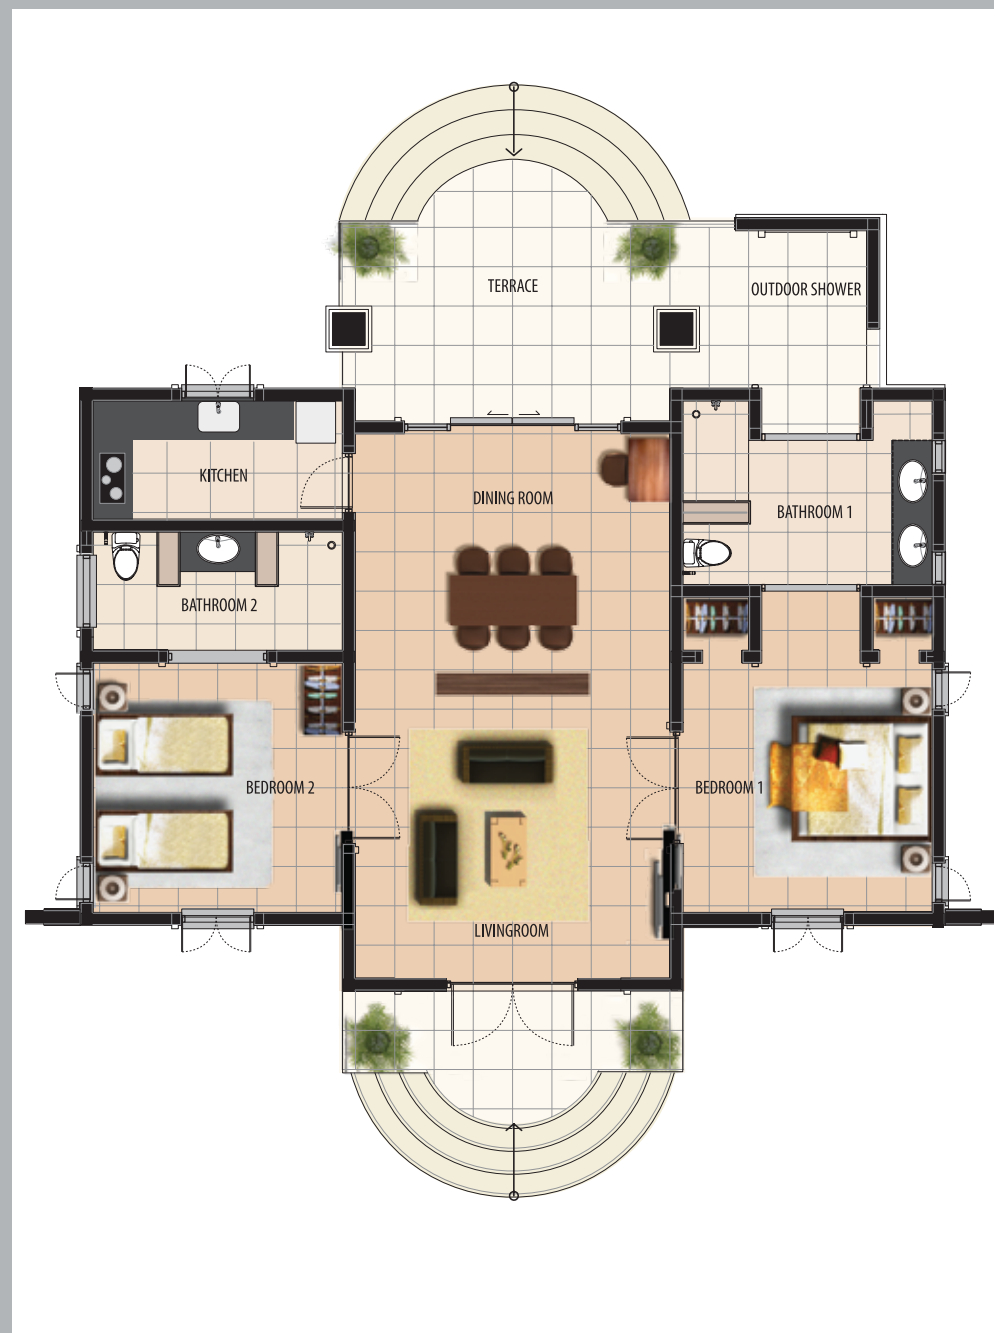 TERRACE
OUTDOOR SHOWER
KITCHEN
DINING ROOM
BATHROOM 1
BATHROOM 2
BEDROOM 2
BEDROOM 1
LIVINGROOM